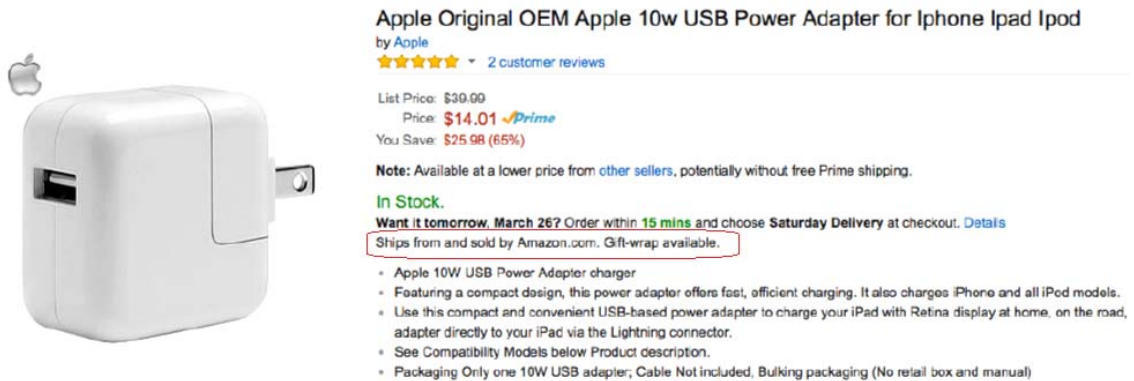 Apple Original OEM Apple 10w USB Power Adapter for Iphone Ipad Ipod
by Apple
2 customer reviews
List Price: $39.99
Price: $14.01 Prime
You Save: $25.98 (65%)
Note: Available at a lower price from other sellers, potentially without free Prime shipping.
In Stock.
Want it tomorrow, March 26? Order within 15 mins and choose Saturday Delivery at checkout. Details
Ships from and sold by Amazon.com. Gift-wrap available.
Apple 10W USB Power Adapter charger
Featuring a compact design, this power adapter offers fast, efficient charging. It also charges iPhone and all iPod models.
Use this compact and convenient USB-based power adapter to charge your iPad with Retina display at home, on the road,
adapter directly to your iPad via the Lightning connector.
See Compatibility Models below Product description.
Packaging Only one 10W USB adapter; Cable Not included, Bulking packaging (No retail box and manual)